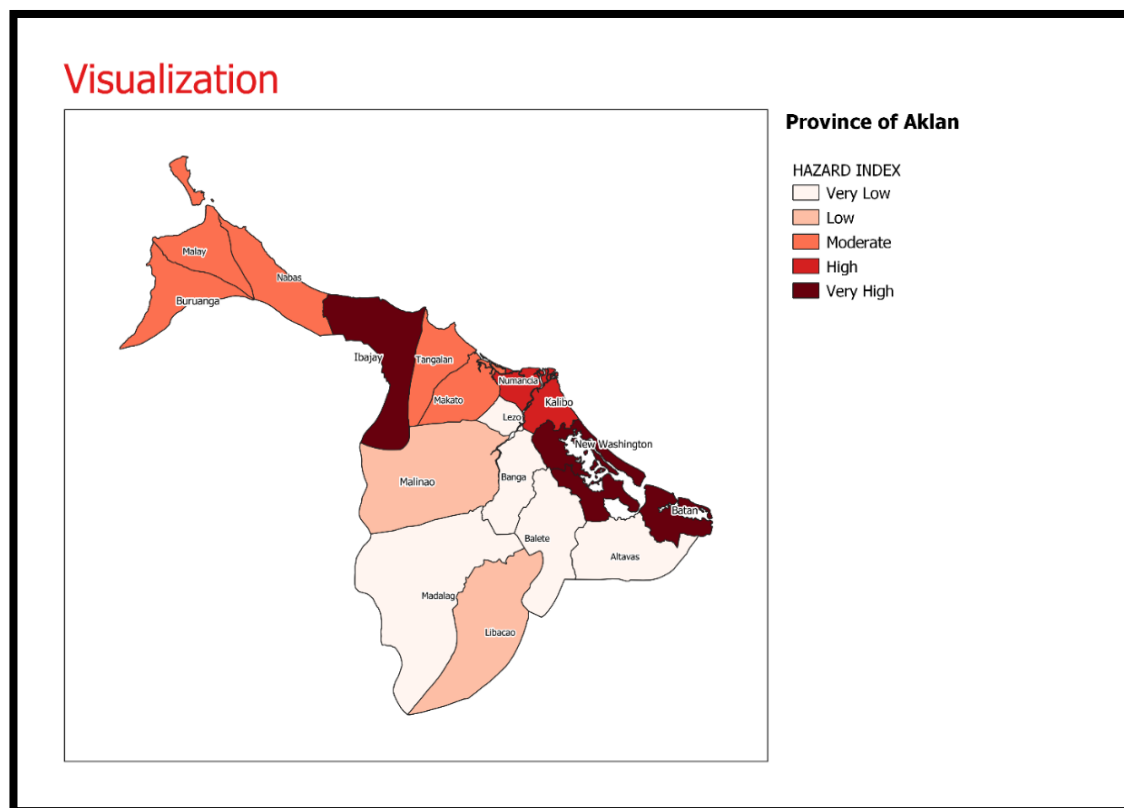 Visualization
Province of Aklan
HAZARD INDEX
Very Low
Low
Moderate
High
Very High
Malay
Nabas
Buruanga
Ibajay
Tangalan
Numancia
Makato
Kalibo
Lezo
New Washington
Malinao
Banga
Batan
Balete
Altavas
Madalag
Libacao